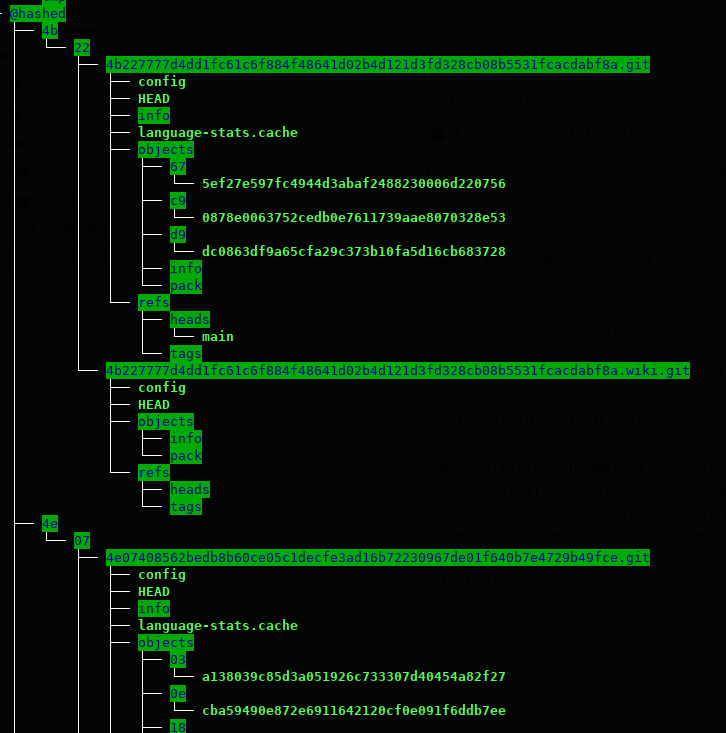 @hashed
4b
22
4b227777d4dd1fc61c6f884f48641d02b4d121d3fd328cb08b5531fcacdabf8a.git
config
HEAD
info
language-stats.cache
objects
67
5ef27e597fc4944d3abaf2488230006d220756
c9
0878e0063752cedb0e7611739aae8070328e53
d9
dc0863df9a65cfa29c373b10fa5d16cb683728
info
pack
refs
heads
main
tags
4b227777d4dd1fc61c6f884f48641d02b4d121d3fd328cb08b5531fcacdabf8a.wiki.git
config
HEAD
objects
info
pack
refs
heads
tags
4e
07
4e07408562bedb8b60ce05c1decfe3ad16b72230967de01f640b7e4729b49fce.git
config
HEAD
info
language-stats.cache
objects
03
a138039c85d3a051926c733307d40454a82f27
0e
cba59490e872e6911642120cf0e091f6ddb7ee
18